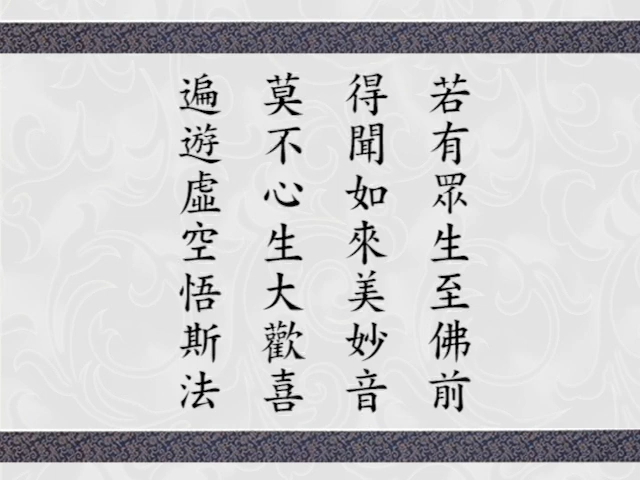 若有眾生至佛前
得聞如來美妙音
莫不心生大歡喜
遍遊虛空悟斯法